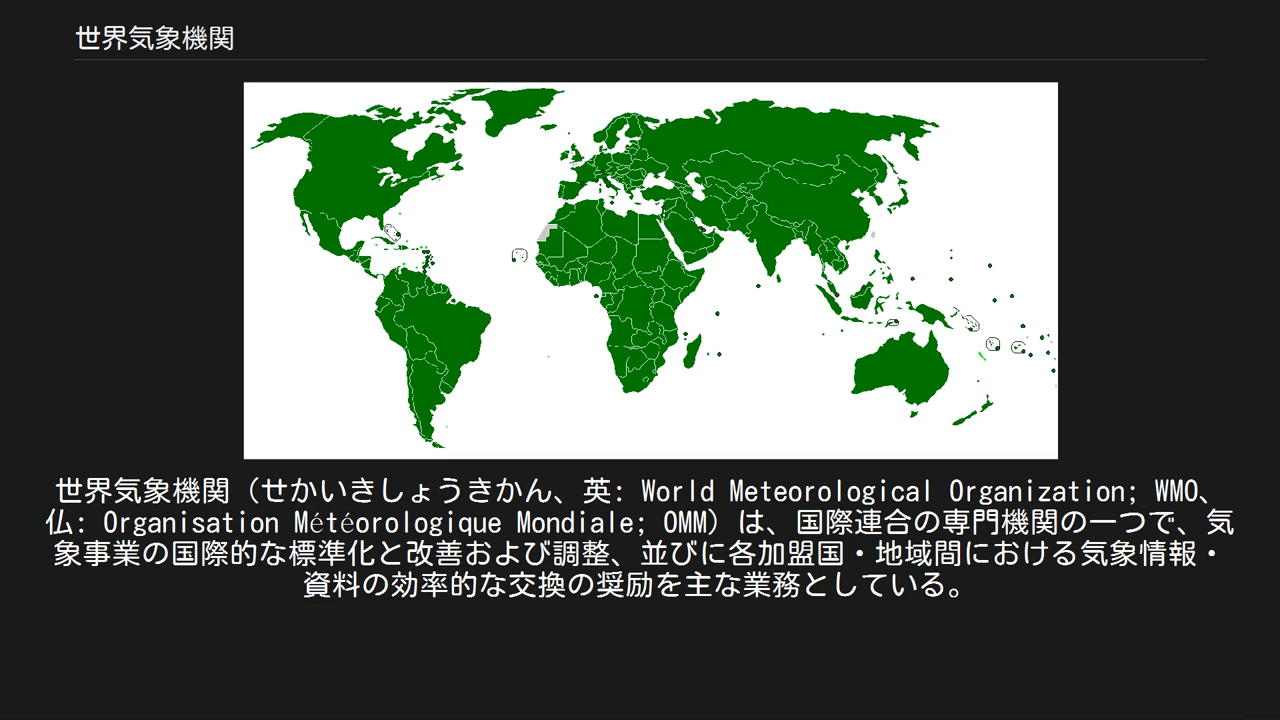 世界気象機関
世界気象機関（せかいきしょうきかん、英: World Meteorological Organization; WMO、
仏: Organisation Météorologique Mondiale; OMM）は、国際連合の専門機関の一つで、気
象事業の国際的な標準化と改善および調整、並びに各加盟国・地域間における気象情報・
資料の効率的な交換の奨励を主な業務としている。